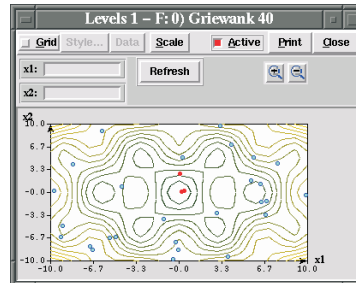 Levels 1 – F: 0) Griewank 40
Grid Style... Data Scale Active Print Close
x1:
Refresh
x2:
x2
10.0
6.7
3.3
-0.0
-3.3
-6.7
-10.0
x1
-10.0 -6.7 -3.3 -0.0 3.3 6.7 10.0